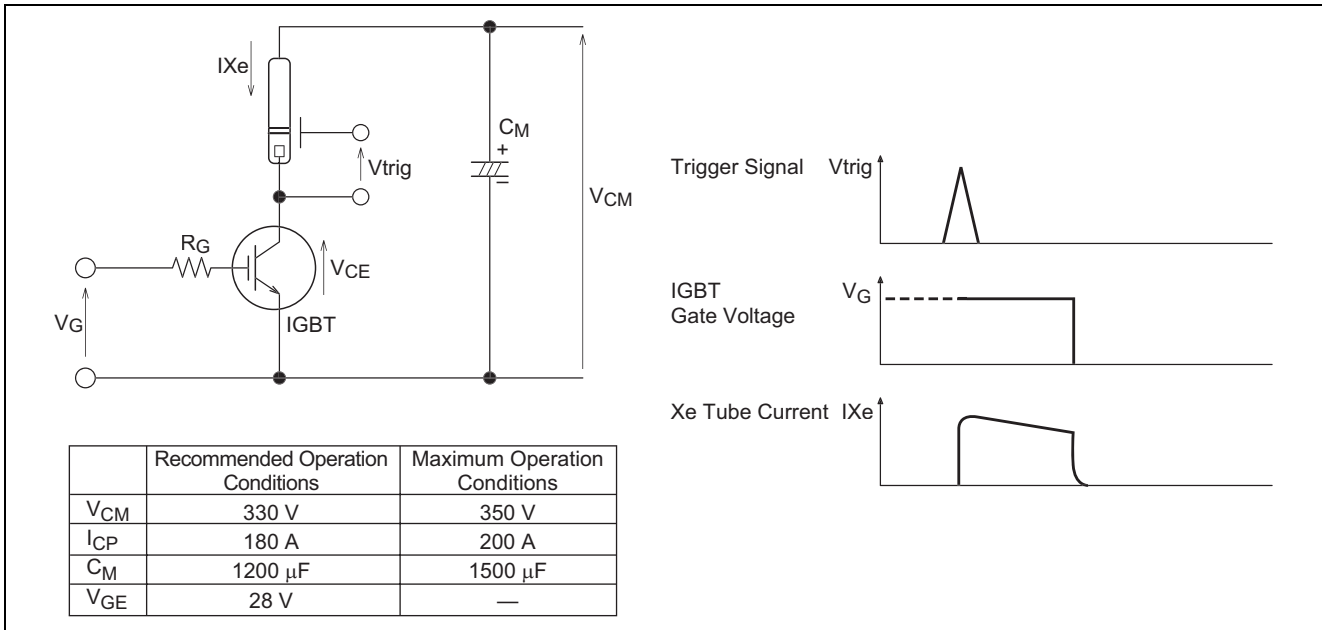 IXe
Vtrig
CM
+
–
VCM
RG
VCE
VG
IGBT
Trigger Signal Vtrig
IGBT
Gate Voltage
VG
Xe Tube Current IXe
Recommended Operation Conditions Maximum Operation Conditions
VCM 330 V 350 V
ICP 180 A 200 A
CM 1200 μF 1500 μF
VGE 28 V —